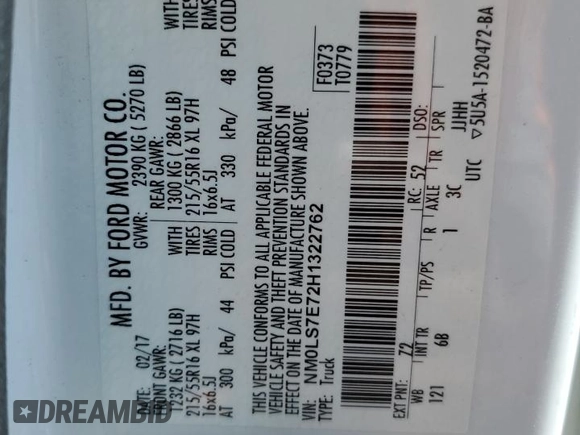 MFD. BY FORD MOTOR CO.
DATE: 02/17 GVWR: 2390 KG ( 5270 LB)
FRONT GAWR: REAR GAWR:
1232 KG ( 2716 LB) WITH 1300 KG ( 2866 LB) WITH
215/55R16 XL 97H TIRES 215/55R16 XL 97H TIRES
16x6.5J RIMS 16x6.5J RIMS
AT 300 kPa/ 44 PSI COLD AT 330 kPa/ 48 PSI COLD
THIS VEHICLE CONFORMS TO ALL APPLICABLE FEDERAL MOTOR
VEHICLE SAFETY AND THEFT PREVENTION STANDARDS IN
EFFECT ON THE DATE OF MANUFACTURE SHOWN ABOVE.
VIN: NM0LS7E72H1322762
TYPE: Truck
F0373
T0779
EXT PNT: Z2 RC: 52 DSO:
WB INT TR TP/PS R AXLE TR SPR
121 6B 1 3C I JJHH
UTC ▽5U5A-1520472-BA
DREAMBID